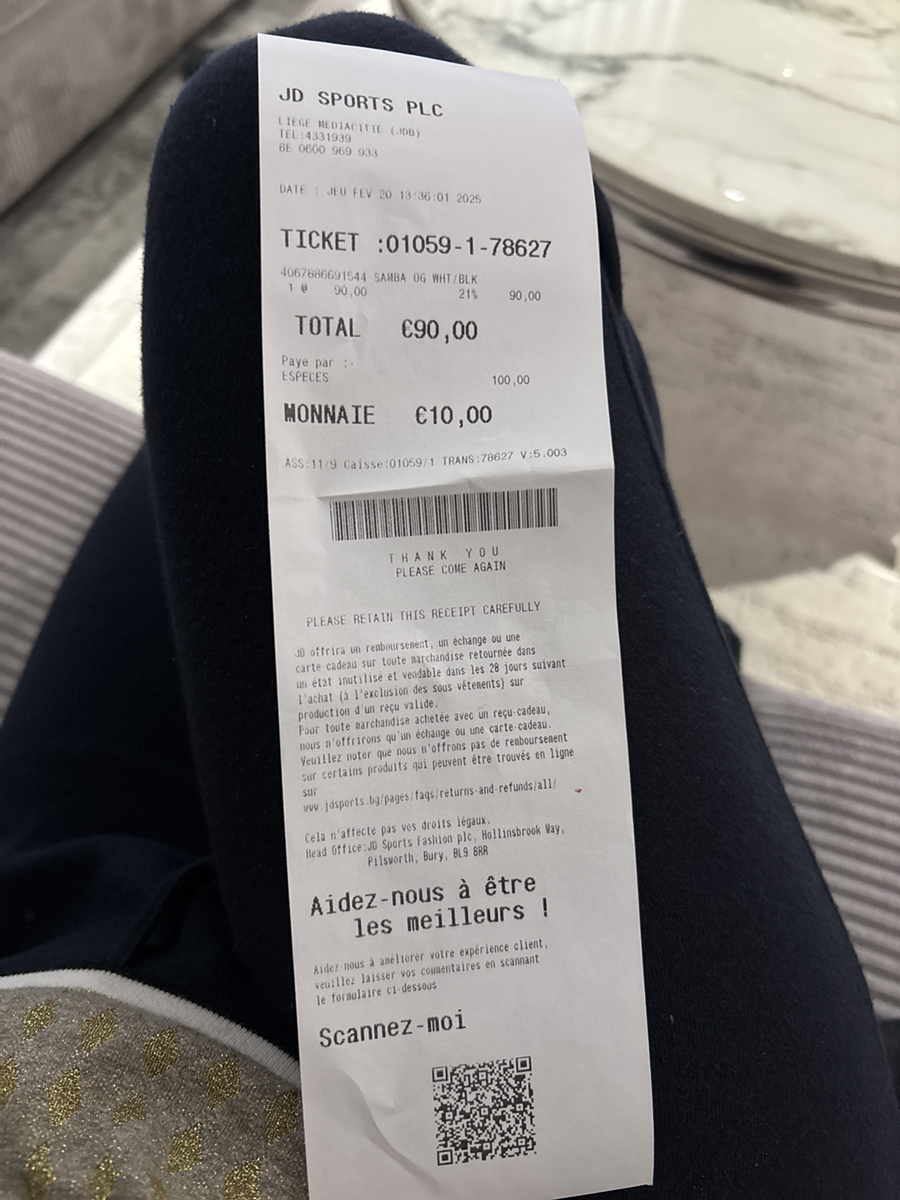 JD SPORTS PLC
LIEGE MEDIACITIE (JDB)
TEL:4331939
BE 0600 969 933
DATE : JEU FEV 20 13:36:01 2025
TICKET :01059-1-78627
4067886691544 SAMBA OG WHT/BLK
1 @ 90,00 21% 90,00
TOTAL €90,00
Paye par :-
ESPECES 100,00
MONNAIE €10,00
ASS:11/9 Caisse:01059/1 TRANS:78627 V:5.003
THANK YOU
PLEASE COME AGAIN
PLEASE RETAIN THIS RECEIPT CAREFULLY
JD offrira un remboursement, un échange ou une
carte cadeau sur toute marchandise retournée dans
un état inutilisé et vendable dans les 28 jours suivant
l'achat (à l'exclusion des sous vêtements) sur
production d'un reçu valide.
Pour toute marchandise achetée avec un reçu-cadeau,
nous n'offrirons qu'un échange ou une carte-cadeau.
Veuillez noter que nous n'offrons pas de remboursement
sur certains produits qui peuvent être trouvés en ligne
sur
www.jdsports.bg/pages/faqs/returns-and-refunds/all/
Cela n'affecte pas vos droits légaux.
Head Office:JD Sports Fashion plc, Hollinsbrook Way,
Pilsworth, Bury, BL9 8RR
Aidez-nous à être
les meilleurs !
Aidez-nous à améliorer votre expérience client,
veuillez laisser vos commentaires en scannant
le formulaire ci-dessous
Scannez-moi